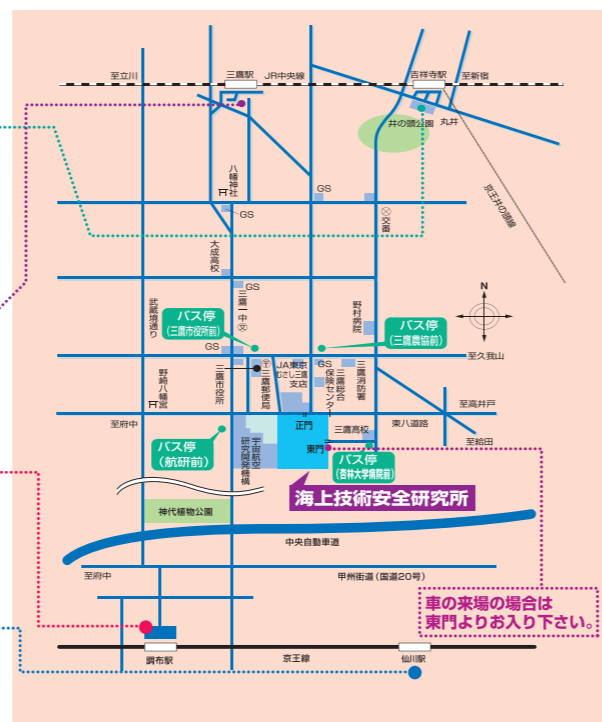 至立川
三鷹駅
JR中央線
吉祥寺駅
至新宿
井の頭公園
丸井
京王井の頭線
八幡神社
GS
GS
交番
大成高校
GS
武蔵境通り
三鷹一中
文
バス停
(三鷹市役所前)
野村病院
バス停
(三鷹農協前)
N
GS
至久我山
野崎八幡宮
三鷹市役所
三鷹郵便局
JA東京
むさし三鷹
支店
GS
三鷹総合
保険センター
三鷹消防署
至高井戸
至府中
正門
東八道路
三鷹高校
至給田
バス停
(航研前)
宇宙航空
研究開発機構
東門
バス停
(杏林大学病院前)
海上技術安全研究所
神代植物公園
中央自動車道
至府中
甲州街道(国道20号)
車の来場の場合は
東門よりお入り下さい。
調布駅
京王線
仙川駅